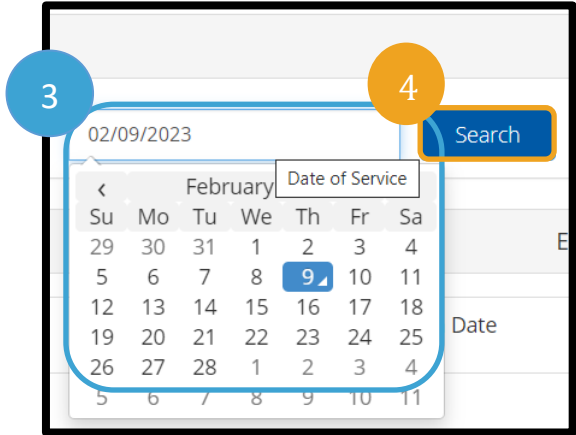 3
4
02/09/2023
Search
‹ February
Date of Service
Su Mo Tu We Th Fr Sa
29 30 31 1 2 3 4
E
5 6 7 8 9 10 11
12 13 14 15 16 17 18
Date
19 20 21 22 23 24 25
26 27 28 1 2 3 4
5 6 7 8 9 10 11